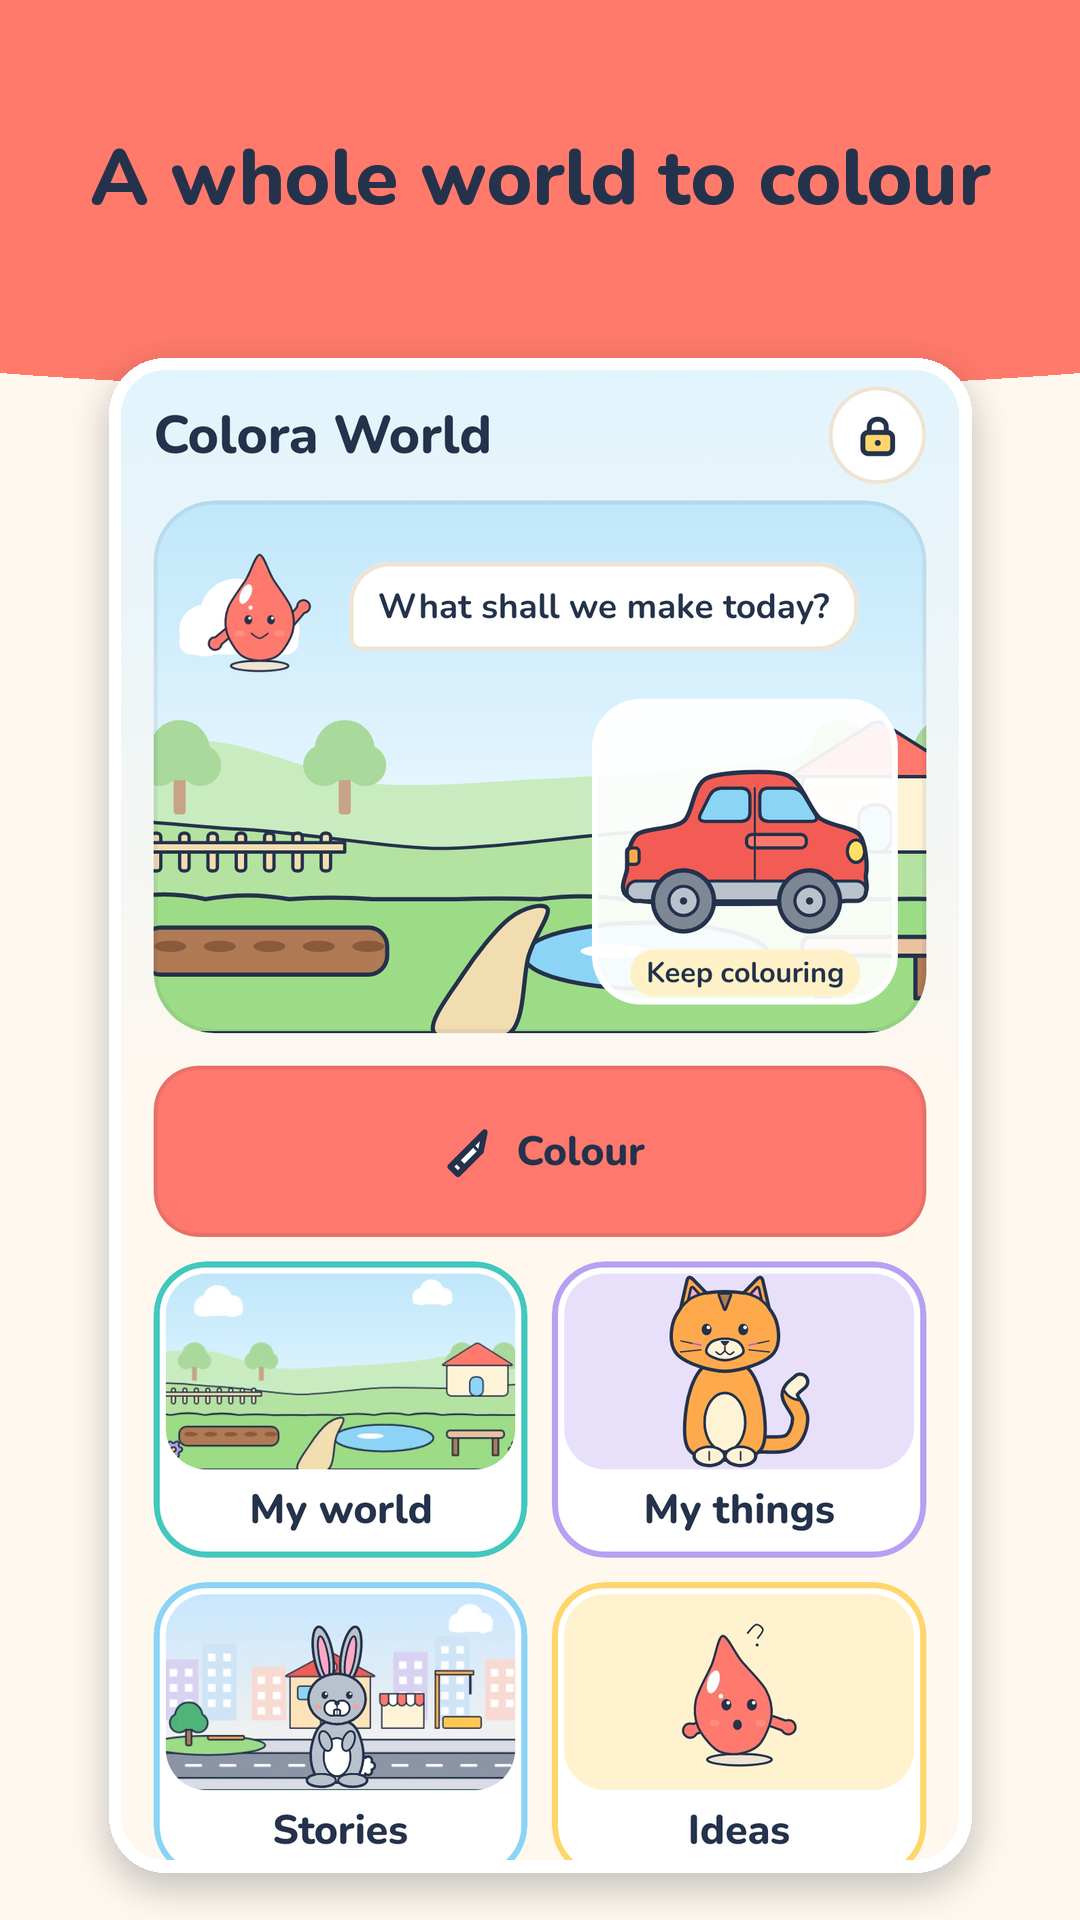 A whole world to colour
Colora World
What shall we make today?
Keep colouring
Colour
My world
My things
?
Stories
Ideas